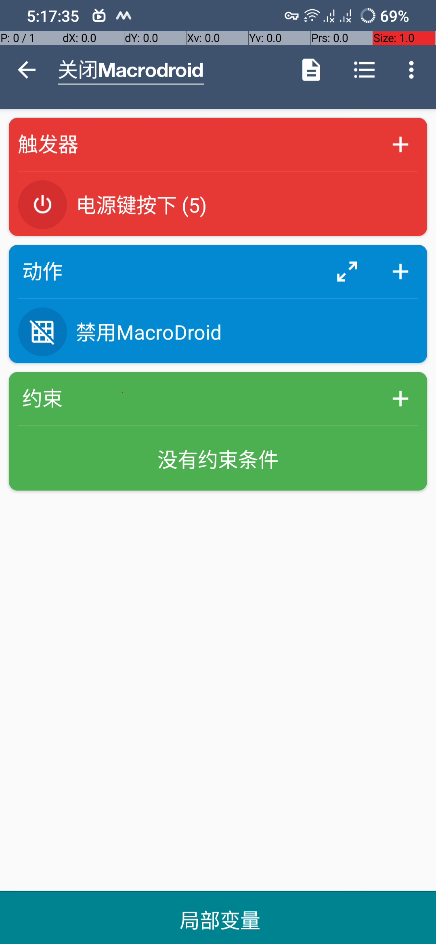 5:17:35 69%
P: 0 / 1 dX: 0.0 dY: 0.0 Xv: 0.0 Yv: 0.0 Prs: 0.0 Size: 1.0
关闭Macrodroid
触发器
电源键按下 (5)
动作
禁用MacroDroid
约束
没有约束条件
局部变量